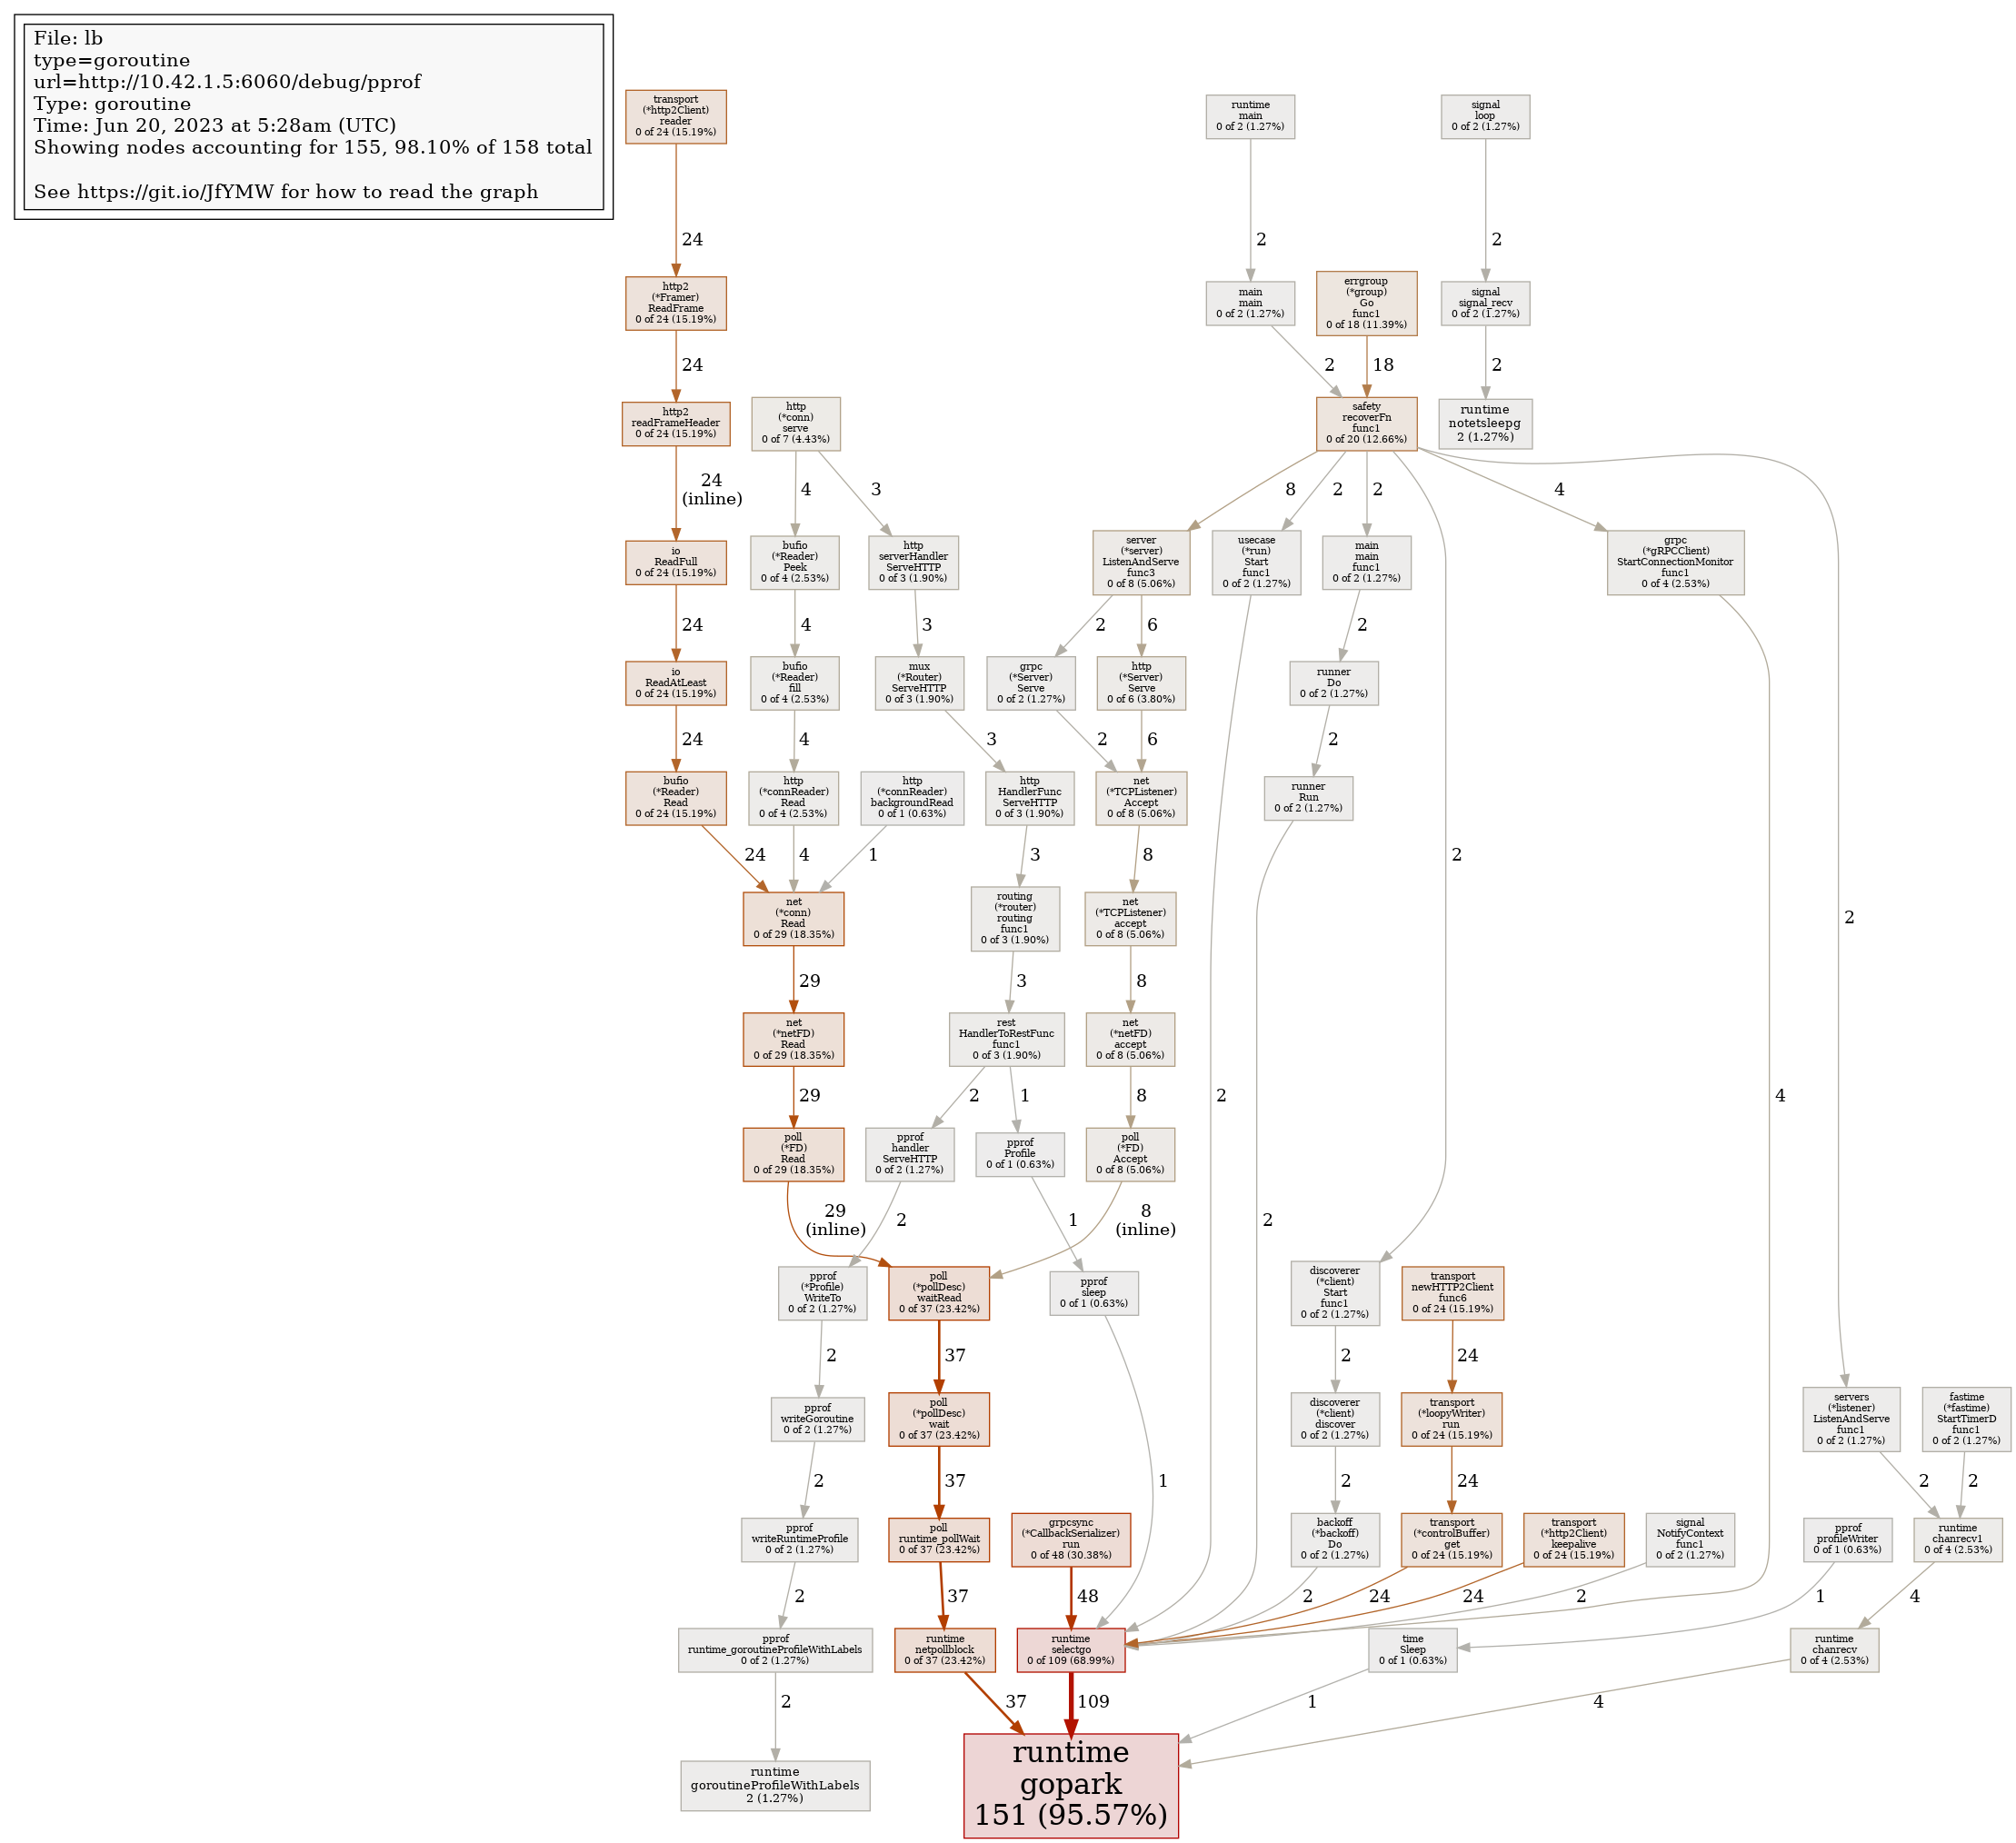 File: lb
type=goroutine
url=http://10.42.1.5:6060/debug/pprof
Type: goroutine
Time: Jun 20, 2023 at 5:28am (UTC)
Showing nodes accounting for 155, 98.10% of 158 total
See https://git.io/JfYMW for how to read the graph
transport
(*http2Client)
reader
0 of 24 (15.19%)
runtime
main
0 of 2 (1.27%)
signal
loop
0 of 2 (1.27%)
24
2
2
http2
(*Framer)
ReadFrame
0 of 24 (15.19%)
main
main
0 of 2 (1.27%)
errgroup
(*group)
Go
func1
0 of 18 (11.39%)
signal
signal_recv
0 of 2 (1.27%)
24
2
18
2
http2
readFrameHeader
0 of 24 (15.19%)
http
(*conn)
serve
0 of 7 (4.43%)
safety
recoverFn
func1
0 of 20 (12.66%)
runtime
notetsleepg
2 (1.27%)
24
(inline)
4
3
8
2
2
4
io
ReadFull
0 of 24 (15.19%)
bufio
(*Reader)
Peek
0 of 4 (2.53%)
http
serverHandler
ServeHTTP
0 of 3 (1.90%)
server
(*server)
ListenAndServe
func3
0 of 8 (5.06%)
usecase
(*run)
Start
func1
0 of 2 (1.27%)
main
main
func1
0 of 2 (1.27%)
grpc
(*gRPCClient)
StartConnectionMonitor
func1
0 of 4 (2.53%)
24
4
3
2
6
2
io
ReadAtLeast
0 of 24 (15.19%)
bufio
(*Reader)
fill
0 of 4 (2.53%)
mux
(*Router)
ServeHTTP
0 of 3 (1.90%)
grpc
(*Server)
Serve
0 of 2 (1.27%)
http
(*Server)
Serve
0 of 6 (3.80%)
runner
Do
0 of 2 (1.27%)
24
4
3
2
6
2
bufio
(*Reader)
Read
0 of 24 (15.19%)
http
(*connReader)
Read
0 of 4 (2.53%)
http
(*connReader)
backgroundRead
0 of 1 (0.63%)
http
HandlerFunc
ServeHTTP
0 of 3 (1.90%)
net
(*TCPListener)
Accept
0 of 8 (5.06%)
runner
Run
0 of 2 (1.27%)
24
4
1
3
8
2
net
(*conn)
Read
0 of 29 (18.35%)
routing
(*router)
routing
func1
0 of 3 (1.90%)
net
(*TCPListener)
accept
0 of 8 (5.06%)
2
29
3
8
net
(*netFD)
Read
0 of 29 (18.35%)
rest
HandlerToRestFunc
func1
0 of 3 (1.90%)
net
(*netFD)
accept
0 of 8 (5.06%)
29
2
1
8
2
4
poll
(*FD)
Read
0 of 29 (18.35%)
pprof
handler
ServeHTTP
0 of 2 (1.27%)
pprof
Profile
0 of 1 (0.63%)
poll
(*FD)
Accept
0 of 8 (5.06%)
29
(inline)
2
1
8
(inline)
2
pprof
(*Profile)
WriteTo
0 of 2 (1.27%)
poll
(*pollDesc)
waitRead
0 of 37 (23.42%)
pprof
sleep
0 of 1 (0.63%)
discoverer
(*client)
Start
func1
0 of 2 (1.27%)
transport
newHTTP2Client
func6
0 of 24 (15.19%)
2
37
2
24
pprof
writeGoroutine
0 of 2 (1.27%)
poll
(*pollDesc)
wait
0 of 37 (23.42%)
discoverer
(*client)
discover
0 of 2 (1.27%)
transport
(*loopyWriter)
run
0 of 24 (15.19%)
servers
(*listener)
ListenAndServe
func1
0 of 2 (1.27%)
fastime
(*fastime)
StartTimerD
func1
0 of 2 (1.27%)
2
37
1
2
24
2
2
pprof
writeRuntimeProfile
0 of 2 (1.27%)
poll
runtime_pollWait
0 of 37 (23.42%)
grpcsync
(*CallbackSerializer)
run
0 of 48 (30.38%)
backoff
(*backoff)
Do
0 of 2 (1.27%)
transport
(*controlBuffer)
get
0 of 24 (15.19%)
transport
(*http2Client)
keepalive
0 of 24 (15.19%)
signal
NotifyContext
func1
0 of 2 (1.27%)
pprof
profileWriter
0 of 1 (0.63%)
runtime
chanrecv1
0 of 4 (2.53%)
2
37
48
2
24
24
2
1
4
pprof
runtime_goroutineProfileWithLabels
0 of 2 (1.27%)
runtime
netpollblock
0 of 37 (23.42%)
runtime
selectgo
0 of 109 (68.99%)
time
Sleep
0 of 1 (0.63%)
runtime
chanrecv
0 of 4 (2.53%)
2
37
109
1
4
runtime
goroutineProfileWithLabels
2 (1.27%)
runtime
gopark
151 (95.57%)